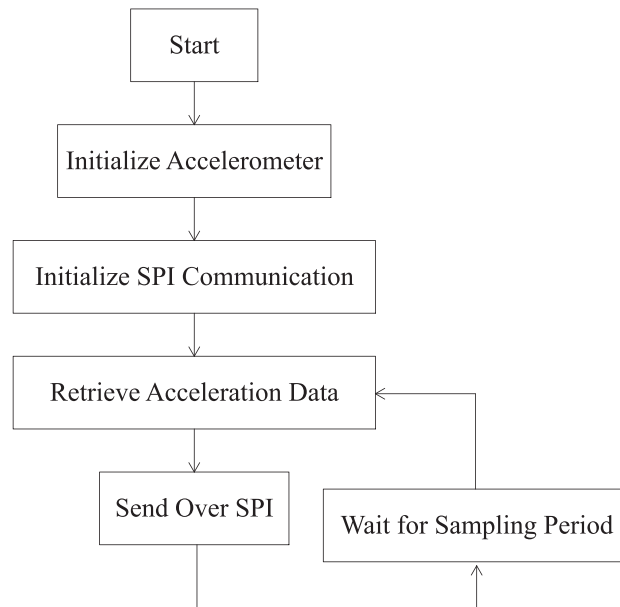 Start
Initialize Accelerometer
Initialize SPI Communication
Retrieve Acceleration Data
Send Over SPI
Wait for Sampling Period